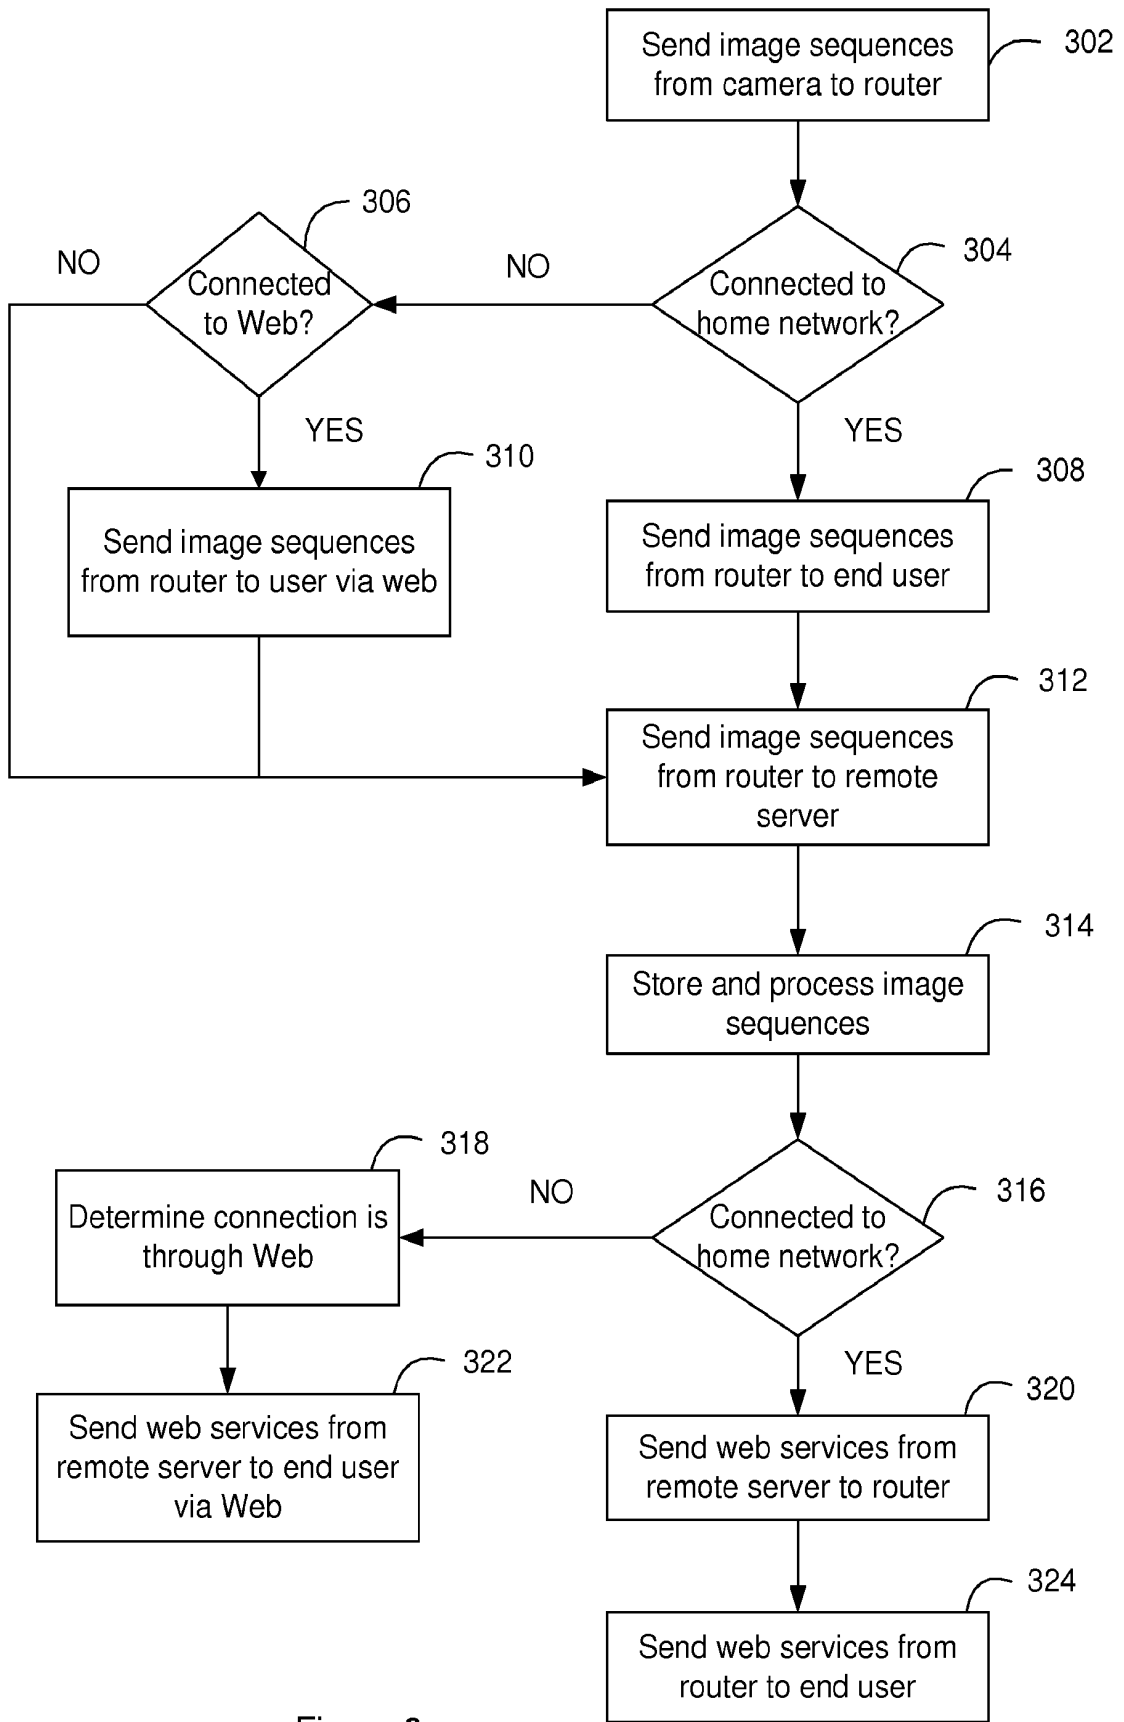 Send image sequences
from camera to router
302
306
304
NO
Connected
to Web?
NO
Connected to
home network?
YES
YES
310
308
Send image sequences
from router to user via web
Send image sequences
from router to end user
312
Send image sequences
from router to remote
server
314
Store and process image
sequences
318
316
NO
Determine connection is
through Web
Connected to
home network?
YES
322
320
Send web services from
remote server to end user
via Web
Send web services from
remote server to router
324
Send web services from
router to end user